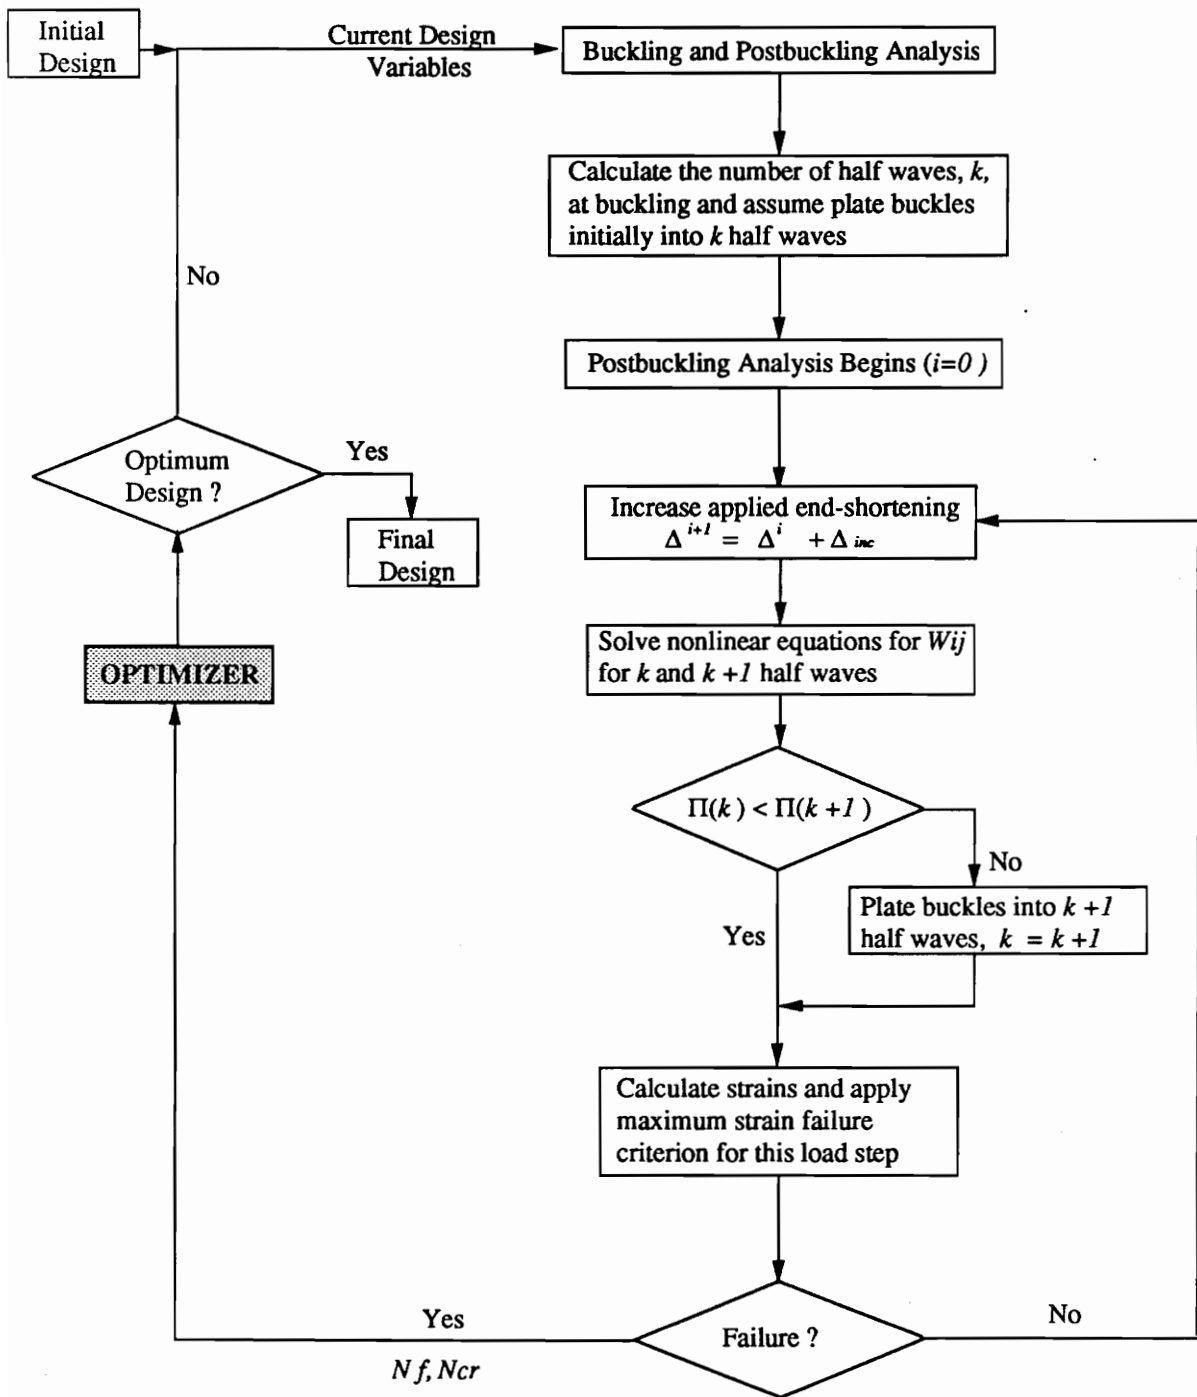 Initial
Design
Current Design
Variables
Buckling and Postbuckling Analysis
Calculate the number of half waves, k,
at buckling and assume plate buckles
initially into k half waves
No
Postbuckling Analysis Begins (i=0 )
Optimum
Design ?
Yes
Final
Design
Increase applied end-shortening
Δ^{i+1} = Δ^{i} + Δ_{inc}
OPTIMIZER
Solve nonlinear equations for Wij
for k and k +1 half waves
Π(k ) < Π(k +1 )
No
Plate buckles into k +1
half waves, k = k +1
Yes
Calculate strains and apply
maximum strain failure
criterion for this load step
Failure ?
Yes
Nf, Ncr
No